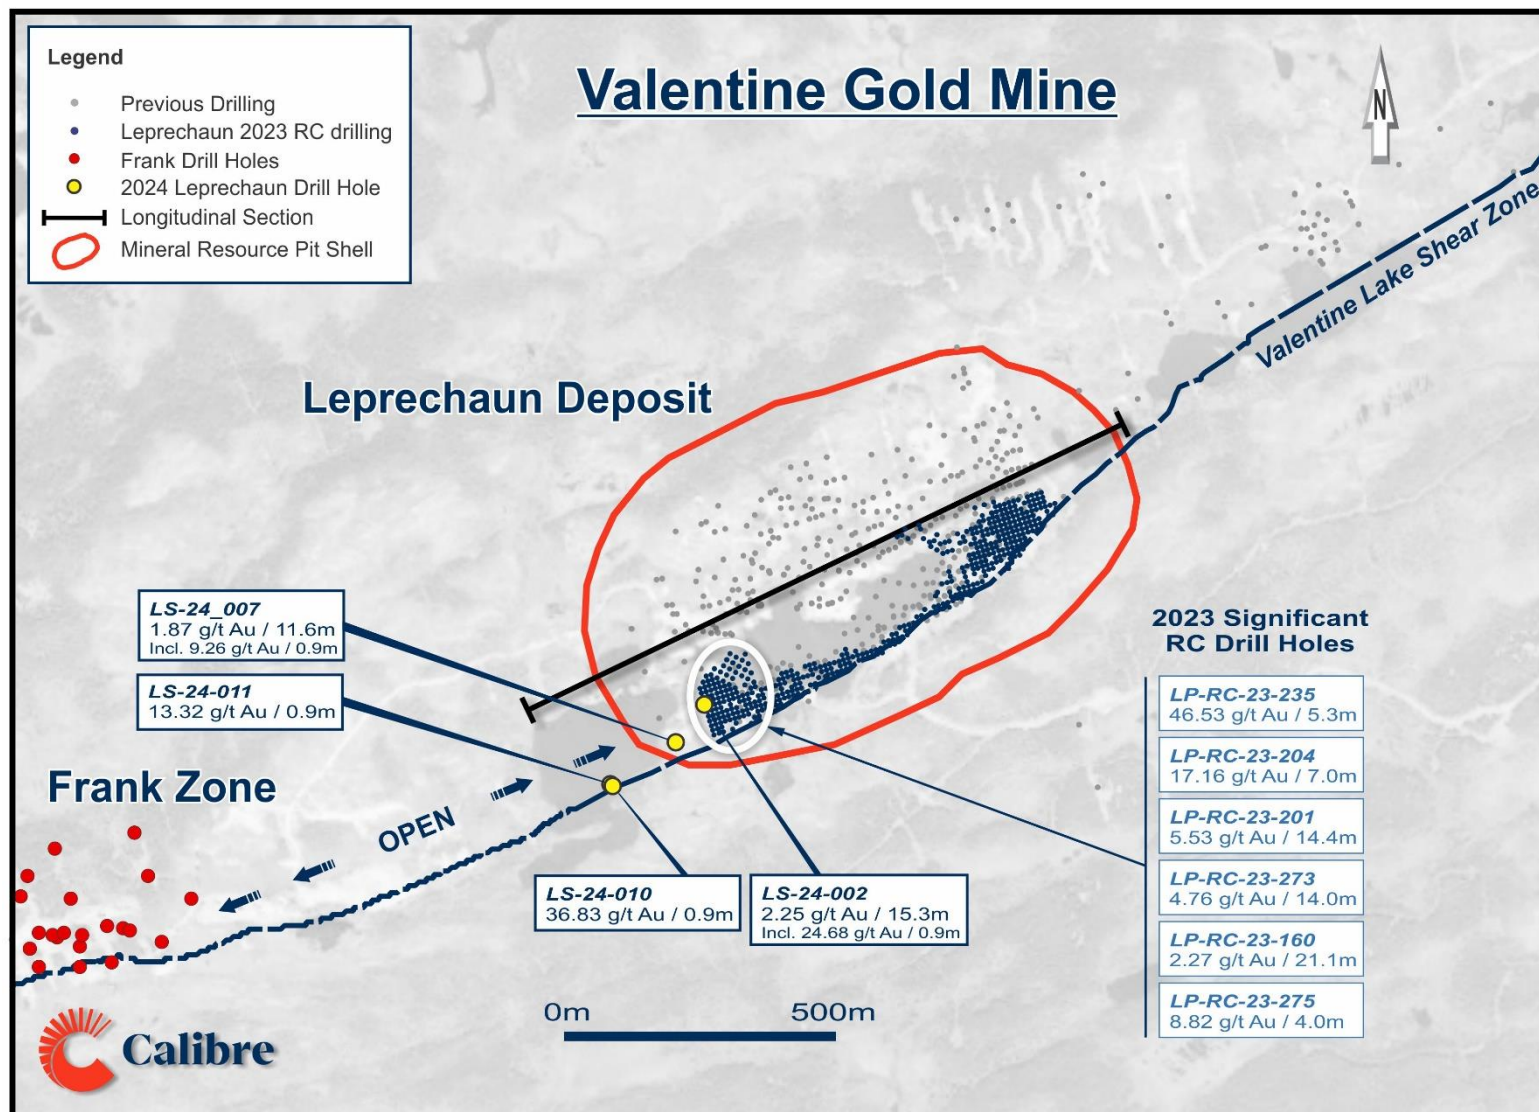 Legend
Previous Drilling
Leprechaun 2023 RC drilling
Frank Drill Holes
2024 Leprechaun Drill Hole
Longitudinal Section
Mineral Resource Pit Shell
Valentine Gold Mine
N
Valentine Lake Shear Zone
Leprechaun Deposit
LS-24_007
1.87 g/t Au / 11.6m
Incl. 9.26 g/t Au / 0.9m
LS-24-011
13.32 g/t Au / 0.9m
Frank Zone
OPEN
LS-24-010
36.83 g/t Au / 0.9m
LS-24-002
2.25 g/t Au / 15.3m
Incl. 24.68 g/t Au / 0.9m
2023 Significant
RC Drill Holes
LP-RC-23-235
46.53 g/t Au / 5.3m
LP-RC-23-204
17.16 g/t Au / 7.0m
LP-RC-23-201
5.53 g/t Au / 14.4m
LP-RC-23-273
4.76 g/t Au / 14.0m
LP-RC-23-160
2.27 g/t Au / 21.1m
LP-RC-23-275
8.82 g/t Au / 4.0m
0m 500m
Calibre